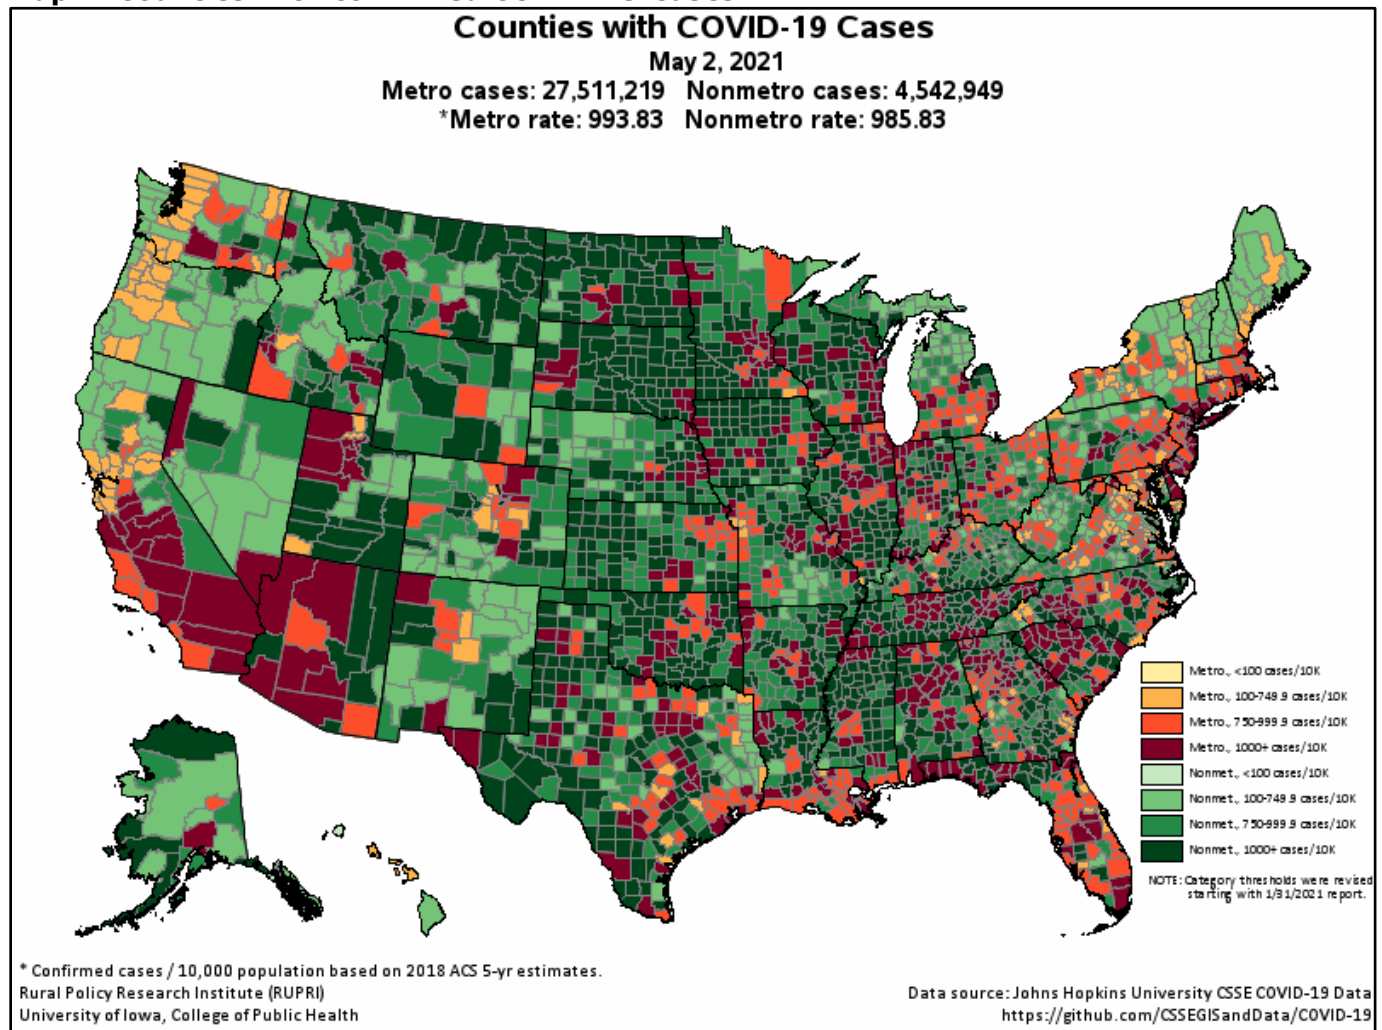 Counties with COVID-19 Cases
May 2, 2021
Metro cases: 27,511,219 Nonmetro cases: 4,542,949
*Metro rate: 993.83 Nonmetro rate: 985.83
Metro., <100 cases/10K
Metro., 100-749.9 cases/10K
Metro., 750-999.9 cases/10K
Metro., 1000+ cases/10K
Nonmet., <100 cases/10K
Nonmet., 100-749.9 cases/10K
Nonmet., 750-999.9 cases/10K
Nonmet., 1000+ cases/10K
NOTE: Category thresholds were revised
starting with 1/31/2021 report.
* Confirmed cases / 10,000 population based on 2018 ACS 5-yr estimates.
Rural Policy Research Institute (RUPRI)
University of Iowa, College of Public Health
Data source: Johns Hopkins University CSSE COVID-19 Data
https://github.com/CSSEGISandData/COVID-19